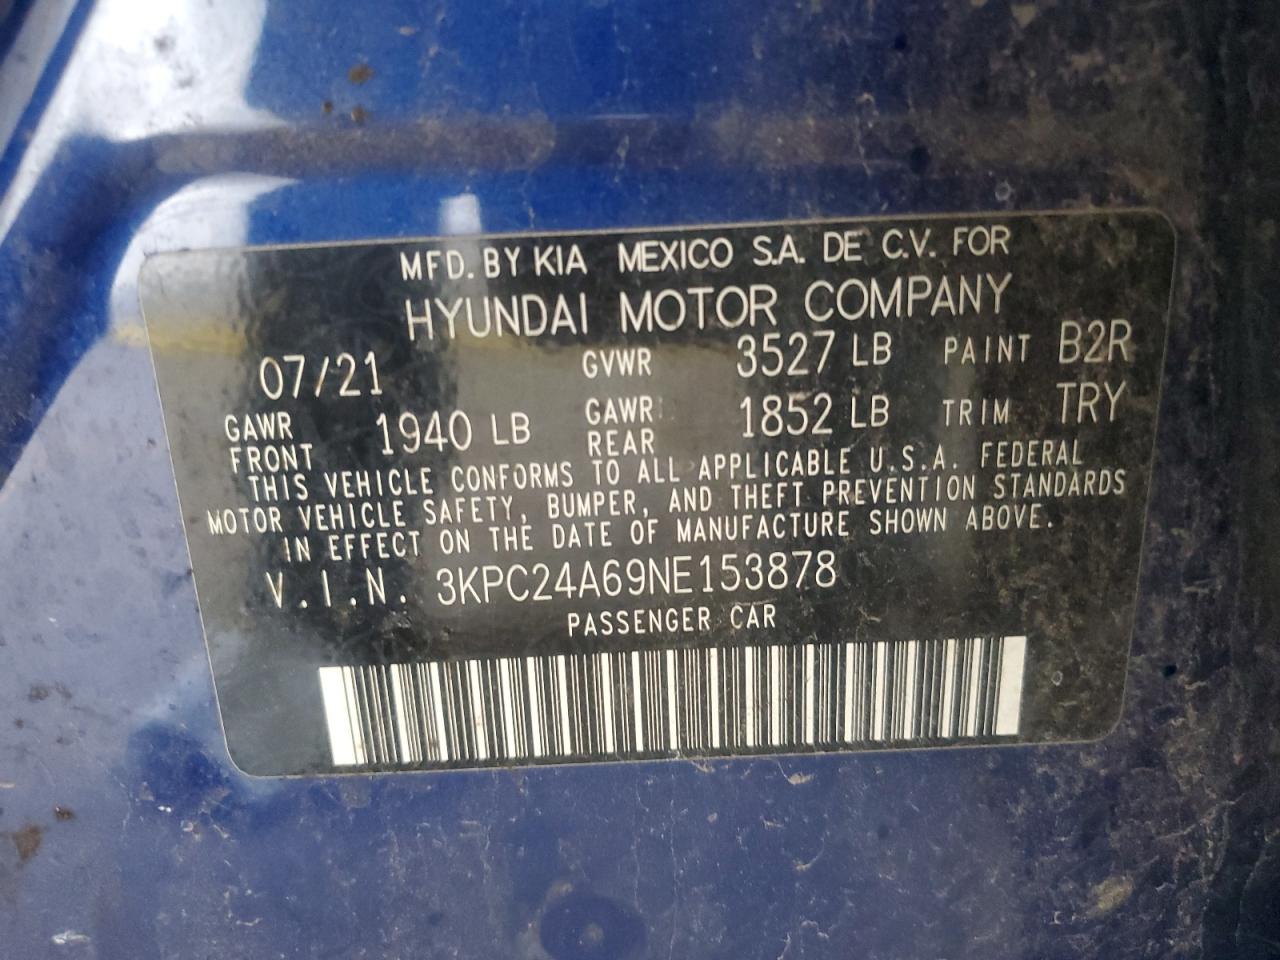 MFD. BY KIA MEXICO S.A. DE C.V. FOR
HYUNDAI MOTOR COMPANY
07/21 GVWR 3527 LB PAINT B2R
GAWR FRONT 1940 LB GAWR REAR 1852 LB TRIM TRY
THIS VEHICLE CONFORMS TO ALL APPLICABLE U.S.A. FEDERAL
MOTOR VEHICLE SAFETY, BUMPER, AND THEFT PREVENTION STANDARDS
IN EFFECT ON THE DATE OF MANUFACTURE SHOWN ABOVE.
V.I.N. 3KPC24A69NE153878
PASSENGER CAR